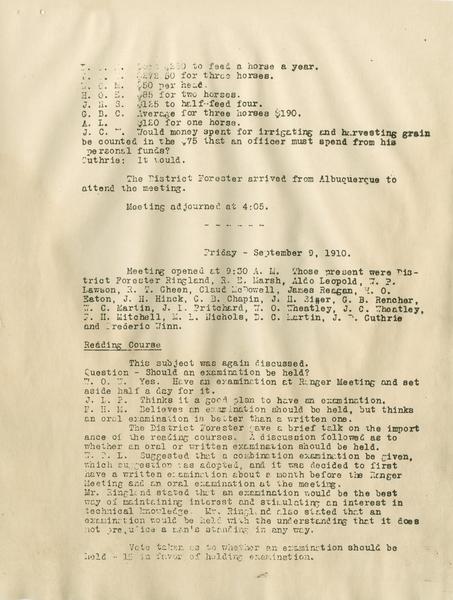 $250 to feed a horse a year.
$272.50 for three horses.
$50 per head.
H. O. E. $85 for two horses.
J. H. S. $125 to half-feed four.
G. B. C. Average for three horses $190.
A. L. $120 for one horse.
J. C. W. Would money spent for irrigating and harvesting grain
be counted in the $75 that an officer must spend from his
personal funds?
Guthrie: It would.
The District Forester arrived from Albuquerque to
attend the meeting.
Meeting adjourned at 4:05.
- - - - - -
Friday - September 9, 1910.
Meeting opened at 9:30 A. M. Those present were Dis-
trict Forester Ringland, R. E. Marsh, Aldo Leopold, W. P.
Lawson, R. T. Gheen, Claud McDowell, James Reagan, H. O.
Eaton, J. H. Hinck, G. B. Chapin, J. H. Sizer, G. B. Rencher,
W. C. Martin, J. L. Pritchard, W. O. Wheatley, J. C. Wheatley,
F. H. Mitchell, M. L. Nichols, D. C. Martin, J. D. Guthrie
and Frederic Winn.
Reading Course
This subject was again discussed.
Question - Should an examination be held?
W. O. W. Yes. Have an examination at Ranger Meeting and set
aside half a day for it.
J. L. P. Thinks it a good plan to have an examination.
F. H. M. Believes an examination should be held, but thinks
an oral examination is better than a written one.
The District Forester gave a brief talk on the import
ance of the reading courses. A discussion followed as to
whether an oral or written examination should be held.
W. P. L. Suggested that a combination examination be given,
which suggestion was adopted, and it was decided to first
have a written examination about a month before the Ranger
Meeting and an oral examination at the meeting.
Mr. Ringland stated that an examination would be the best
way of maintaining interest and stimulating an interest in
technical knowledge. Mr. Ringland also stated that an
examination would be held with the understanding that it does
not prejudice a man's standing in any way.
Vote taken as to whether an examination should be
held - 15 in favor of holding examination.